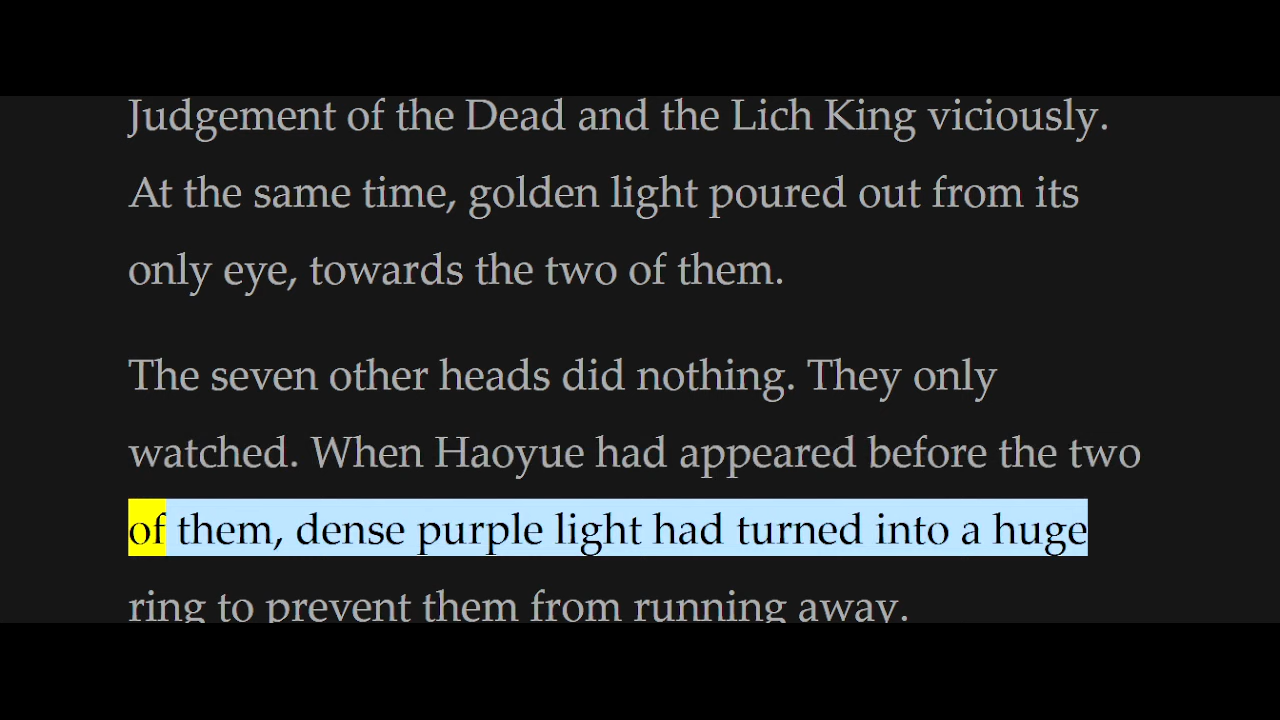 Judgement of the Dead and the Lich King viciously.
At the same time, golden light poured out from its
only eye, towards the two of them.
The seven other heads did nothing. They only
watched. When Haoyue had appeared before the two
of them, dense purple light had turned into a huge
ring to prevent them from running away.